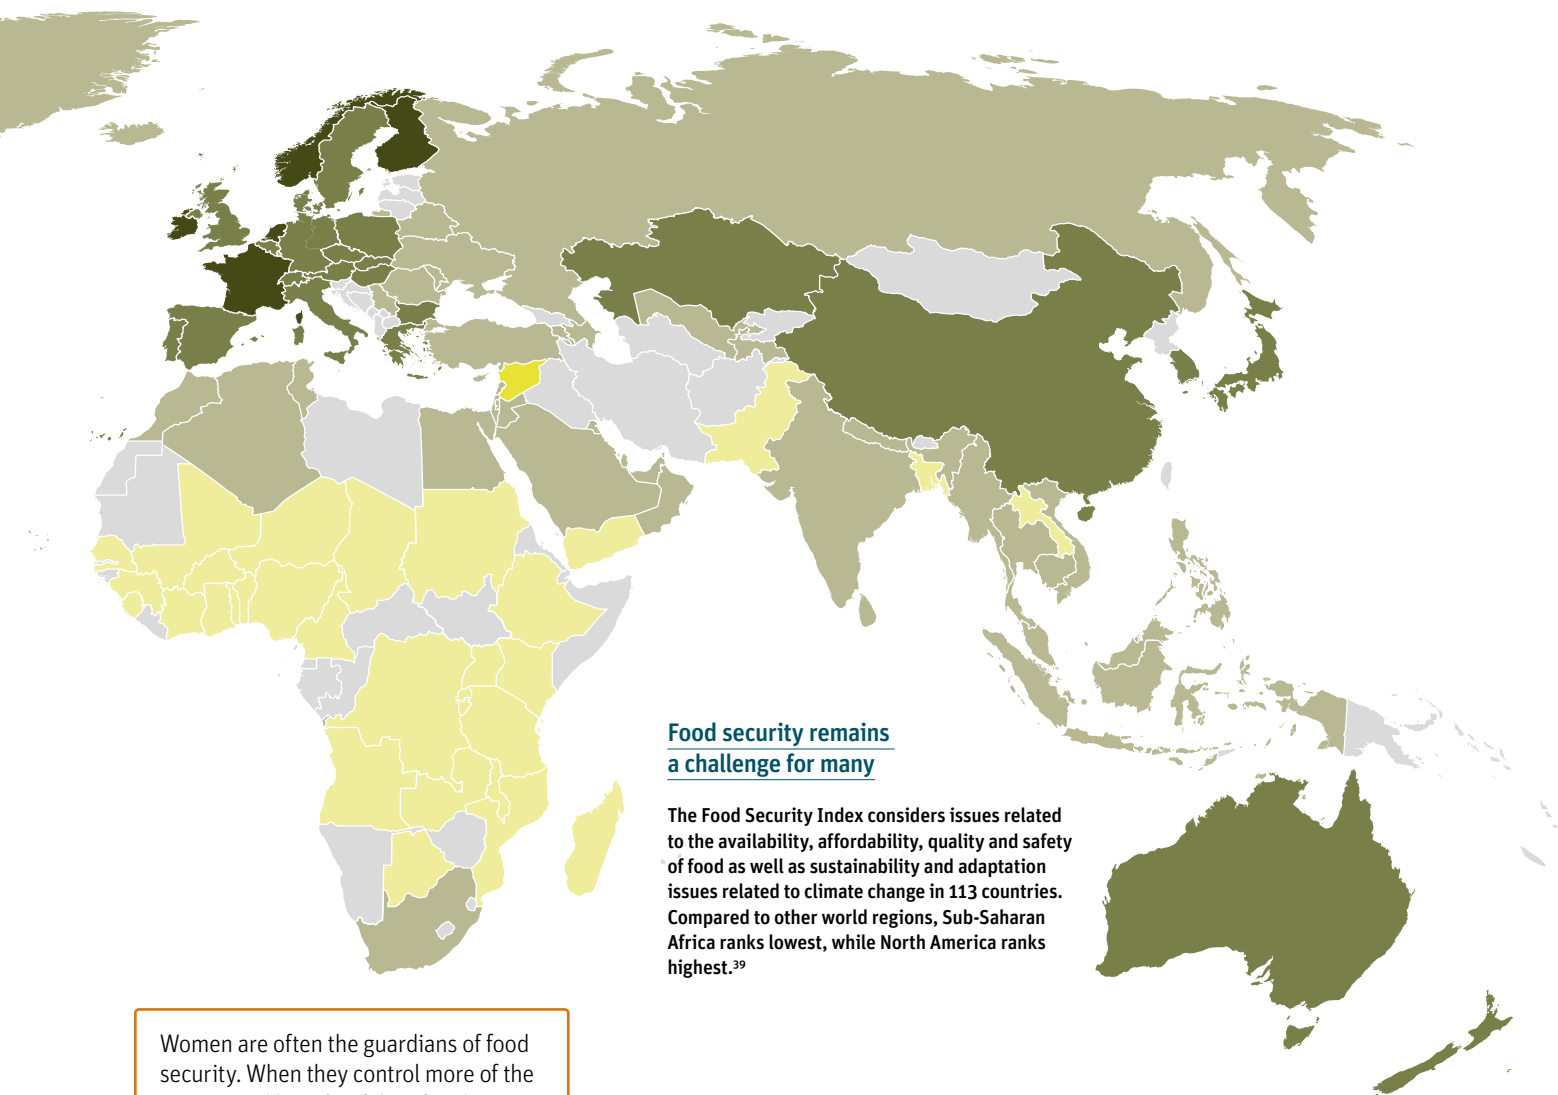 Food security remains
a challenge for many
The Food Security Index considers issues related
to the availability, affordability, quality and safety
of food as well as sustainability and adaptation
issues related to climate change in 113 countries.
Compared to other world regions, Sub-Saharan
Africa ranks lowest, while North America ranks
highest.³⁹
Women are often the guardians of food
security. When they control more of the